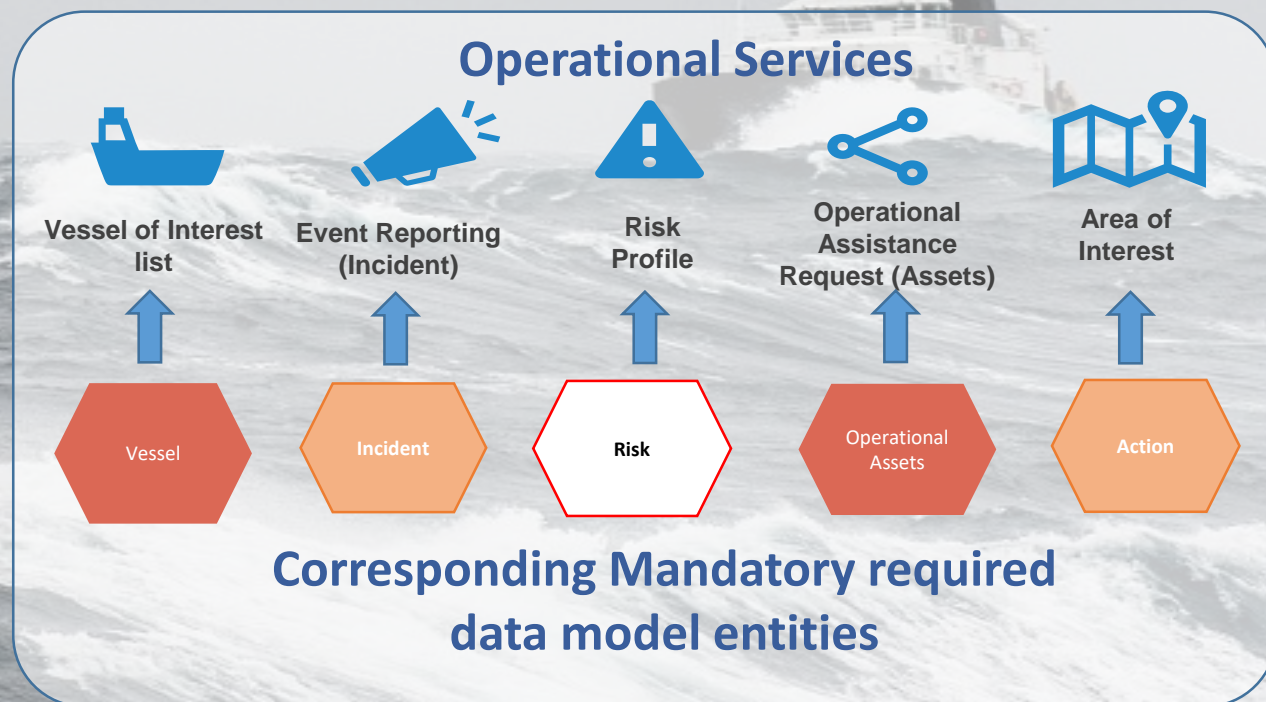 Operational Services
Vessel of Interest
list
Event Reporting
(Incident)
Risk
Profile
Operational
Assistance
Request (Assets)
Area of
Interest
Vessel
Incident
Risk
Operational
Assets
Action
Corresponding Mandatory required
data model entities